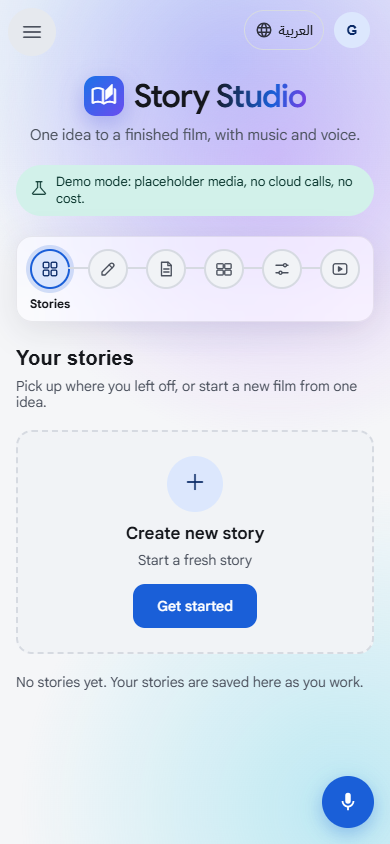 العربية
G
Story Studio
One idea to a finished film, with music and voice.
Demo mode: placeholder media, no cloud calls, no
cost.
Stories
Your stories
Pick up where you left off, or start a new film from one
idea.
Create new story
Start a fresh story
Get started
No stories yet. Your stories are saved here as you work.